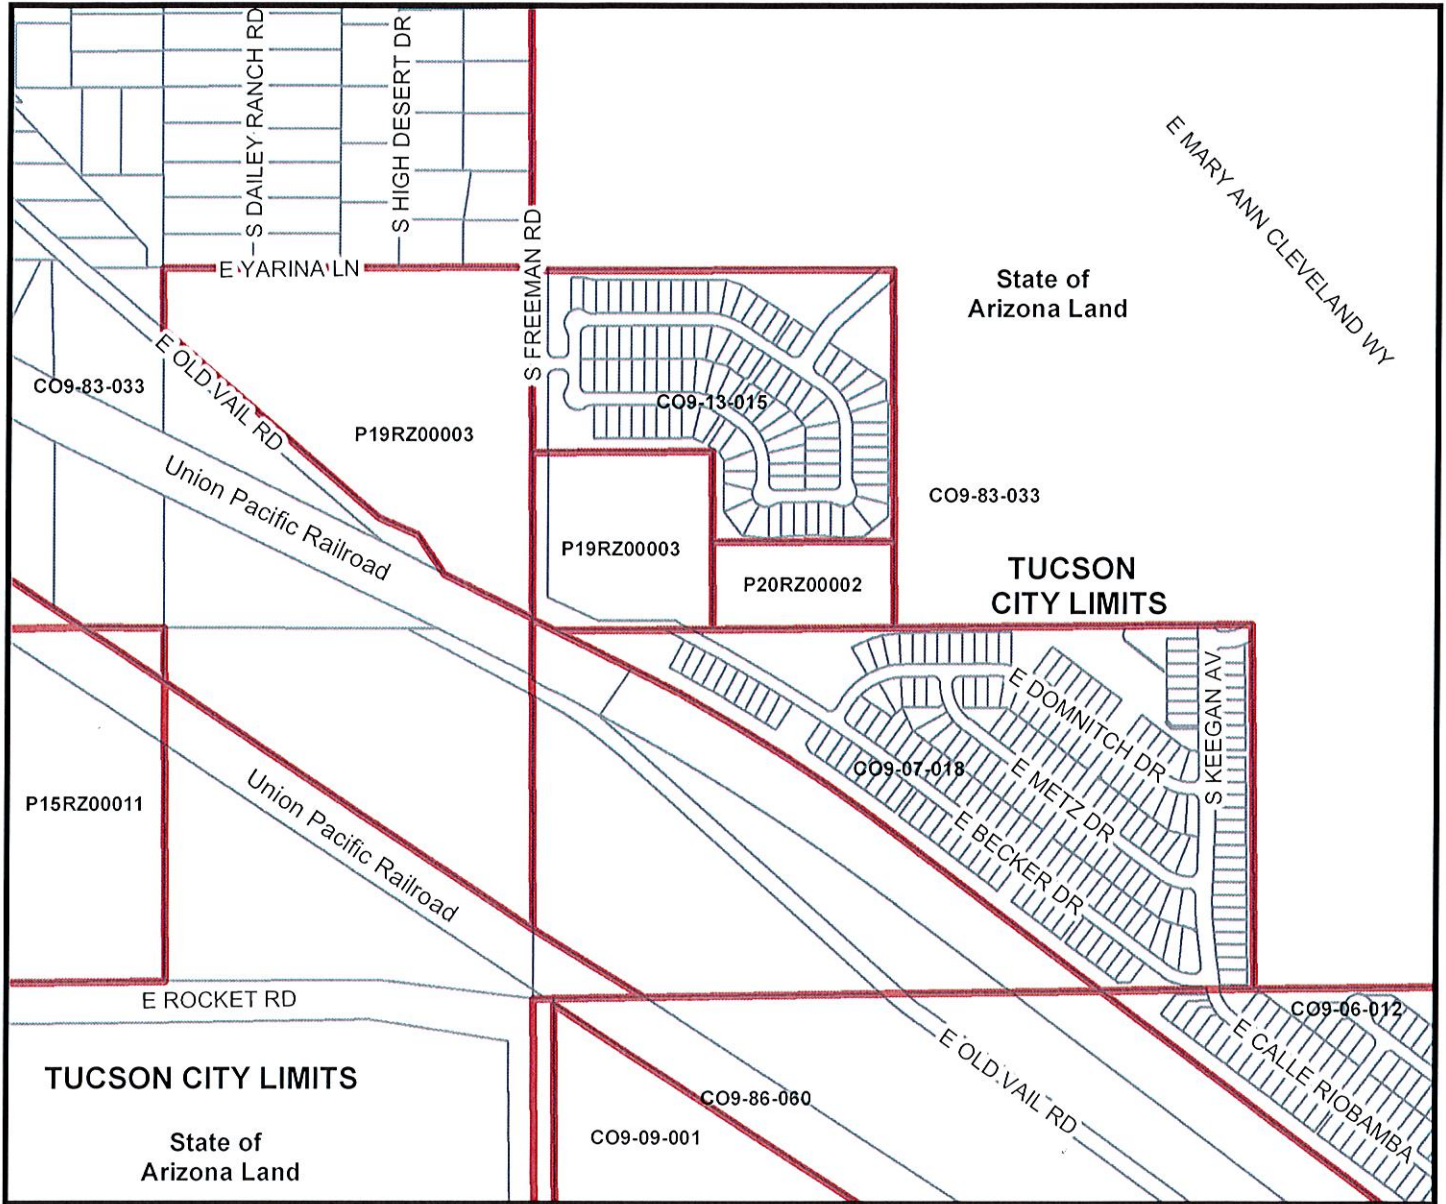 S DAILEY RANCH RD
S HIGH DESERT DR
E MARY ANN CLEVELAND WY
S FREEMAN RD
E YARINA LN
State of
Arizona Land
E OLD VAIL RD
CO9-83-033
CO9-13-015
P19RZ00003
Union Pacific Railroad
CO9-83-033
P19RZ00003
P20RZ00002
TUCSON
CITY LIMITS
E DOMNITCH DR
S KEEGAN AV
CO9-07-018
E METZ DR
P15RZ00011
Union Pacific Railroad
E BECKER DR
E ROCKET RD
CO9-06-012
E OLD VAIL RD
E CALLE RIOBAMBA
TUCSON CITY LIMITS
CO9-86-060
State of
Arizona Land
CO9-09-001